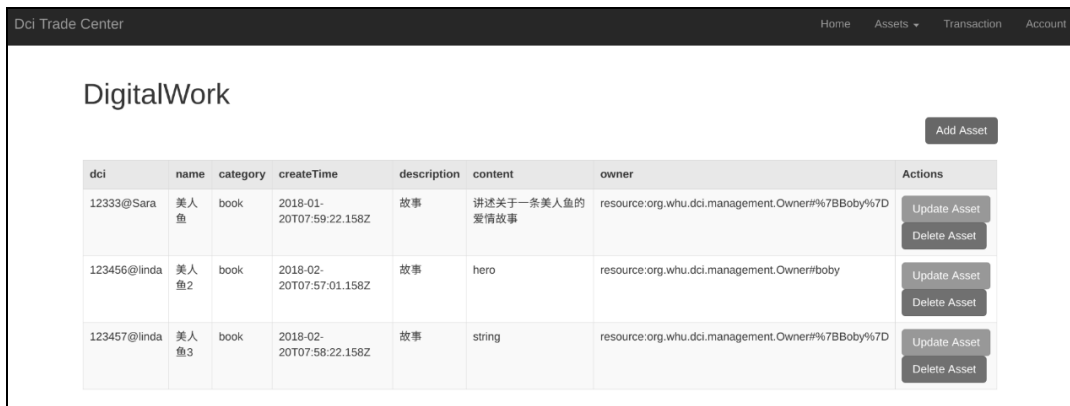 Dci Trade Center Home Assets Transaction Account
DigitalWork
Add Asset
dci name category createTime description content owner Actions
12333@Sara 美人 book 2018-01- 故事 讲述关于一条美人鱼的 resource:org.whu.dci.management.Owner#%7BBoby%7D Update Asset
鱼 20T07:59:22.158Z 爱情故事
Delete Asset
123456@linda 美人 book 2018-02- 故事 hero resource:org.whu.dci.management.Owner#boby Update Asset
鱼2 20T07:57:01.158Z
Delete Asset
123457@linda 美人 book 2018-02- 故事 string resource:org.whu.dci.management.Owner#%7BBoby%7D Update Asset
鱼3 20T07:58:22.158Z
Delete Asset